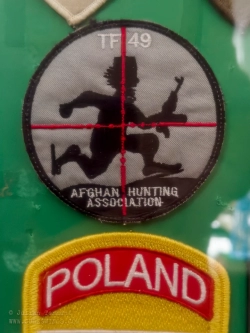 TF 49
AFGHAN HUNTING
ASSOCIATION
POLAND